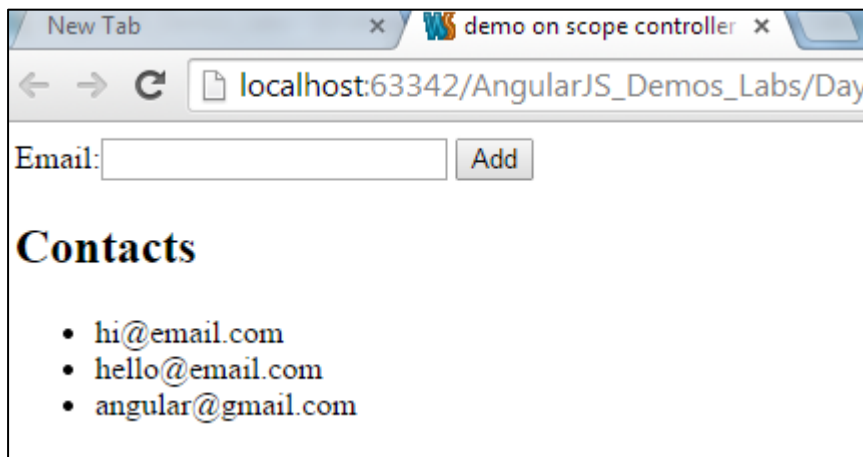 New Tab
demo on scope controller
localhost:63342/AngularJS_Demos_Labs/Day
Email: Add
Contacts
hi@email.com
hello@email.com
angular@gmail.com